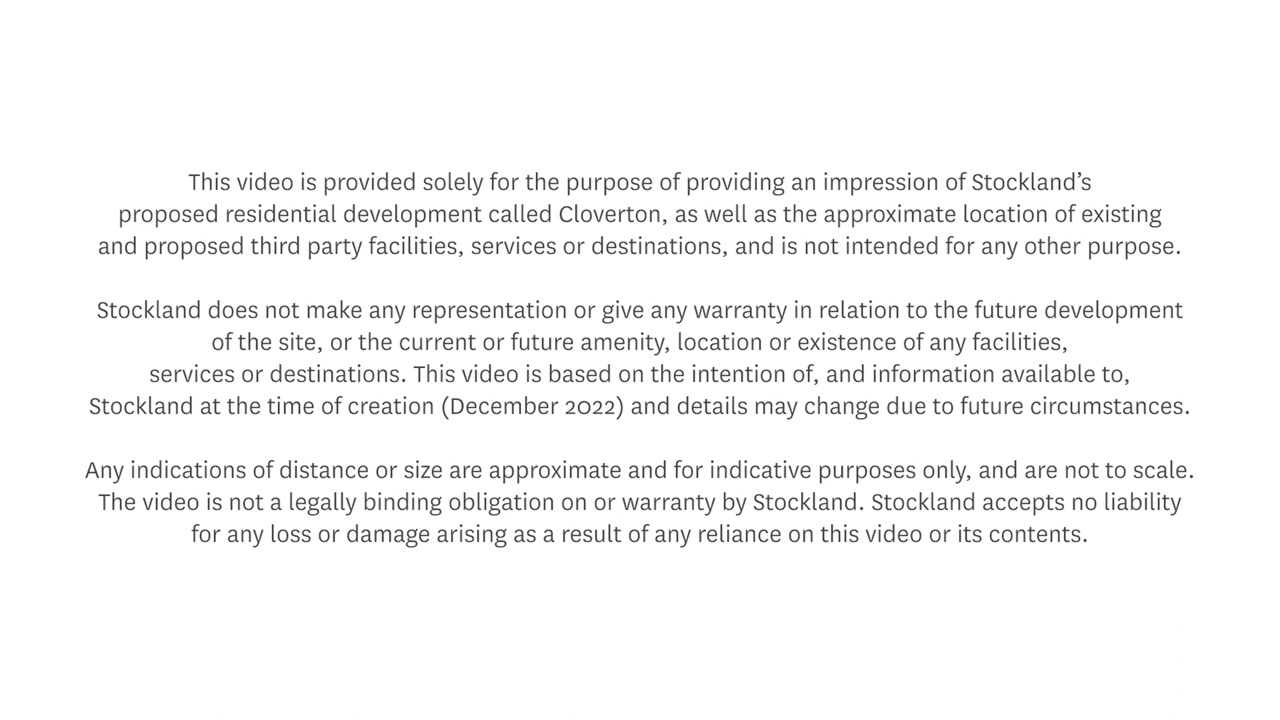 This video is provided solely for the purpose of providing an impression of Stockland’s
proposed residential development called Cloverton, as well as the approximate location of existing
and proposed third party facilities, services or destinations, and is not intended for any other purpose.
Stockland does not make any representation or give any warranty in relation to the future development
of the site, or the current or future amenity, location or existence of any facilities,
services or destinations. This video is based on the intention of, and information available to,
Stockland at the time of creation (December 2022) and details may change due to future circumstances.
Any indications of distance or size are approximate and for indicative purposes only, and are not to scale.
The video is not a legally binding obligation on or warranty by Stockland. Stockland accepts no liability
for any loss or damage arising as a result of any reliance on this video or its contents.